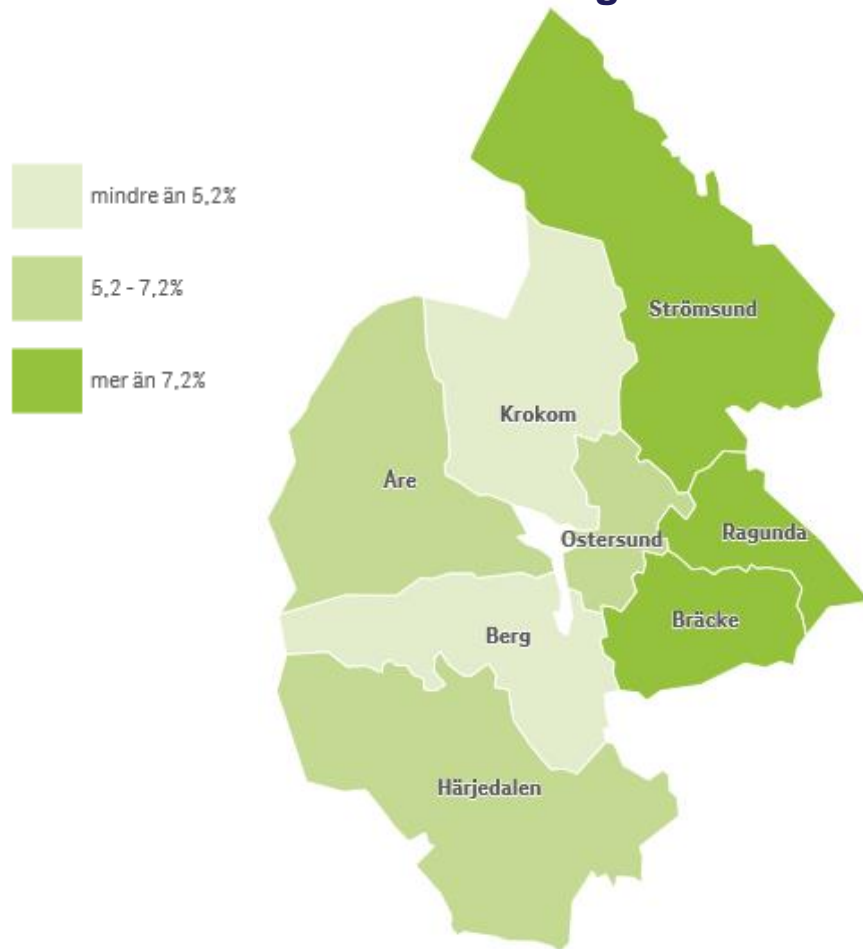 mindre än 5,2%
5,2 - 7,2%
mer än 7,2%
Strömsund
Krokom
Åre
Ostersund
Ragunda
Bräcke
Berg
Härjedalen